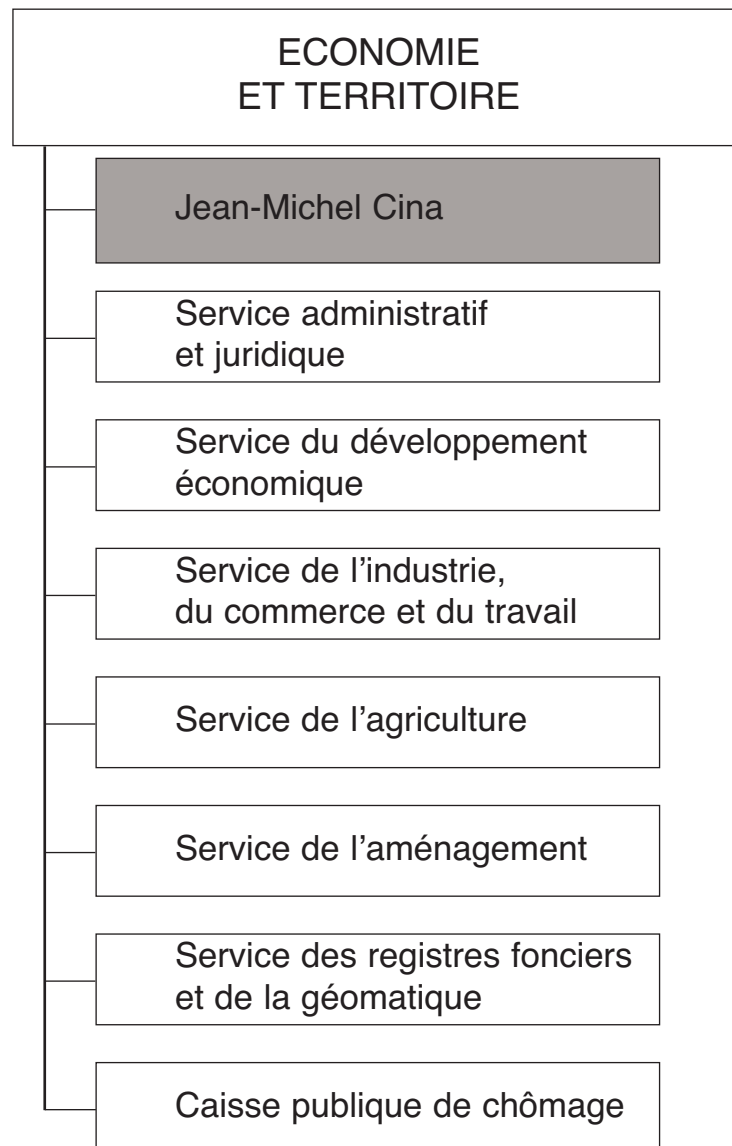 ECONOMIE
ET TERRITOIRE
Jean-Michel Cina
Service administratif
et juridique
Service du développement
économique
Service de l’industrie,
du commerce et du travail
Service de l’agriculture
Service de l’aménagement
Service des registres fonciers
et de la géomatique
Caisse publique de chômage